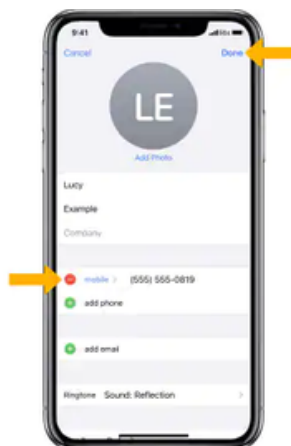 9:41
Cancel Done
LE
Add Photo
Lucy
Example
Company
mobile (555) 555-0819
add phone
add email
Ringtone Sound: Reflection